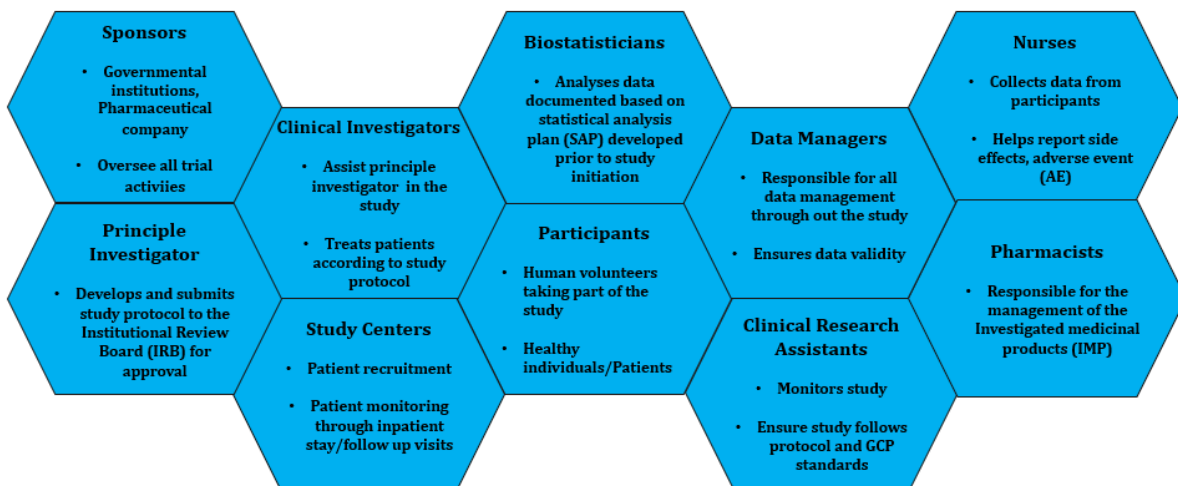 Sponsors
• Governmental
institutions,
Pharmaceutical
company
• Oversee all trial
activiies
Principle
Investigator
• Develops and submits
study protocol to the
Institutional Review
Board (IRB) for
approval
Clinical Investigators
• Assist principle
investigator in the
study
• Treats patients
according to study
protocol
Study Centers
• Patient recruitment
• Patient monitoring
through inpatient
stay/follow up visits
Biostatisticians
• Analyses data
documented based on
statistical analysis
plan (SAP) developed
prior to study
initiation
Participants
• Human volunteers
taking part of the
study
• Healthy
individuals/Patients
Data Managers
• Responsible for all
data management
through out the study
• Ensures data validity
Clinical Research
Assistants
• Monitors study
• Ensure study follows
protocol and GCP
standards
Nurses
• Collects data from
participants
• Helps report side
effects, adverse event
(AE)
Pharmacists
• Responsible for the
management of the
Investigated medicinal
products (IMP)